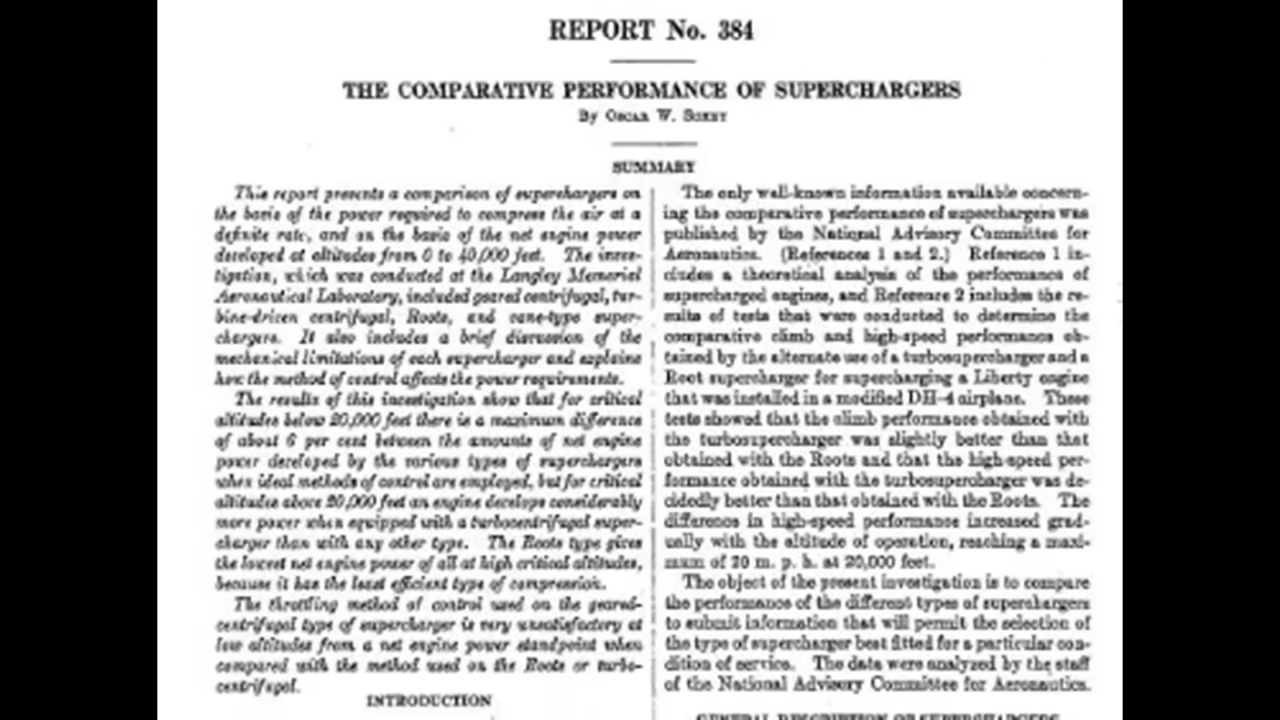 REPORT No. 384
THE COMPARATIVE PERFORMANCE OF SUPERCHARGERS
By OSCAR W. SCHEY
SUMMARY
This report presents a comparison of superchargers on
the basis of the power required to compress the air at a
definite rate, and on the basis of the net engine power
developed at altitudes from 0 to 40,000 feet. The inves-
tigation, which was conducted at the Langley Memorial
Aeronautical Laboratory, included geared centrifugal, tur-
bine-driven centrifugal, Roots, and vane-type super-
chargers. It also includes a brief discussion of the
mechanical limitations of each supercharger and explains
how the method of control affects the power requirements.
The results of this investigation show that for critical
altitudes below 20,000 feet there is a maximum difference
of about 6 per cent between the amounts of net engine
power developed by the various types of superchargers
when ideal methods of control are employed, but for critical
altitudes above 20,000 feet an engine develops considerably
more power when equipped with a turbocentrifugal super-
charger than with any other type. The Roots type gives
the lowest net engine power of all at high critical altitudes,
because it has the least efficient type of compression.
The throttling method of control used on the geared-
centrifugal type of supercharger is very unsatisfactory at
low altitudes from a net engine power standpoint when
compared with the method used on the Roots or turbo-
centrifugal.
INTRODUCTION
The only well-known information available concern-
ing the comparative performance of superchargers was
published by the National Advisory Committee for
Aeronautics. (References 1 and 2.) Reference 1 in-
cludes a theoretical analysis of the performance of
supercharged engines, and Reference 2 includes the re-
sults of tests that were conducted to determine the
comparative climb and high-speed performance ob-
tained by the alternate use of a turbosupercharger and a
Root supercharger for supercharging a Liberty engine
that was installed in a modified DH-4 airplane. These
tests showed that the climb performance obtained with
the turbosupercharger was slightly better than that
obtained with the Roots and that the high-speed per-
formance obtained with the turbosupercharger was de-
cidedly better than that obtained with the Roots. The
difference in high-speed performance increased grad-
ually with the altitude of operation, reaching a maxi-
mum of 20 m. p. h. at 20,000 feet.
The object of the present investigation is to compare
the performance of the different types of superchargers
to submit information that will permit the selection of
the type of supercharger best fitted for a particular con-
dition of service. The data were analyzed by the staff
of the National Advisory Committee for Aeronautics.
GENERAL DESCRIPTION OF SUPERCHARGERS